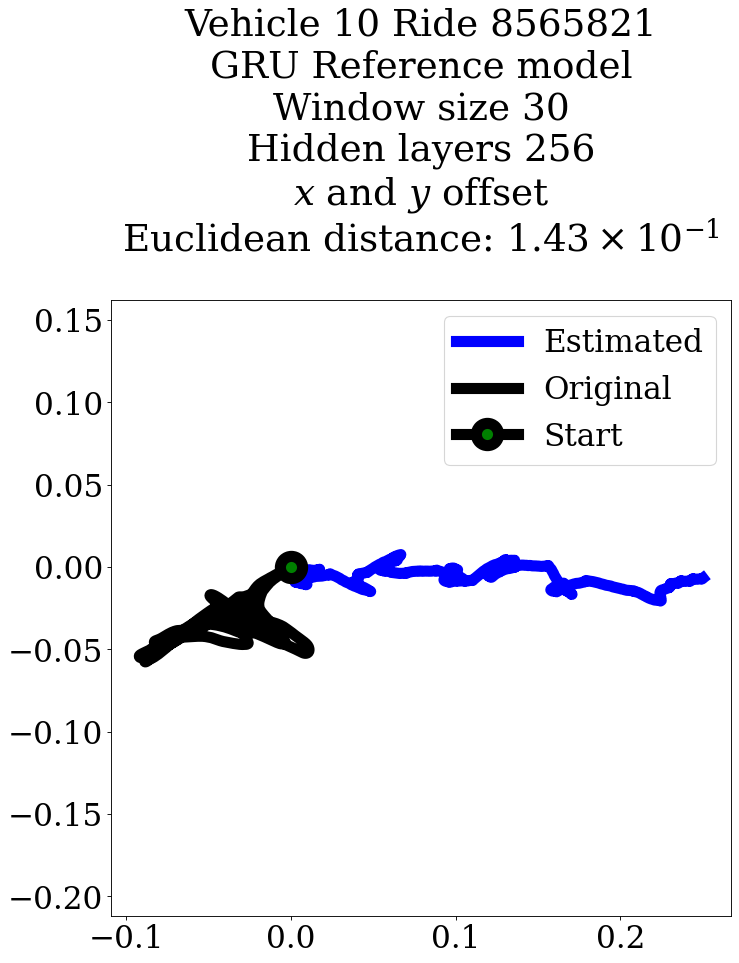 Vehicle 10 Ride 8565821
GRU Reference model
Window size 30
Hidden layers 256
x and y offset
Euclidean distance: 1.43 × 10⁻¹
Estimated
Original
Start
0.15
0.10
0.05
0.00
−0.05
−0.10
−0.15
−0.20
−0.1 0.0 0.1 0.2